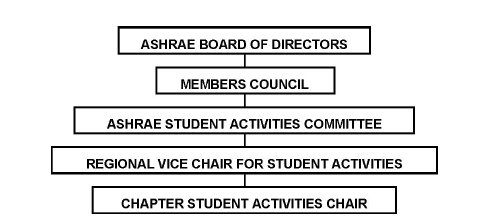 ASHRAE BOARD OF DIRECTORS
MEMBERS COUNCIL
ASHRAE STUDENT ACTIVITIES COMMITTEE
REGIONAL VICE CHAIR FOR STUDENT ACTIVITIES
CHAPTER STUDENT ACTIVITIES CHAIR